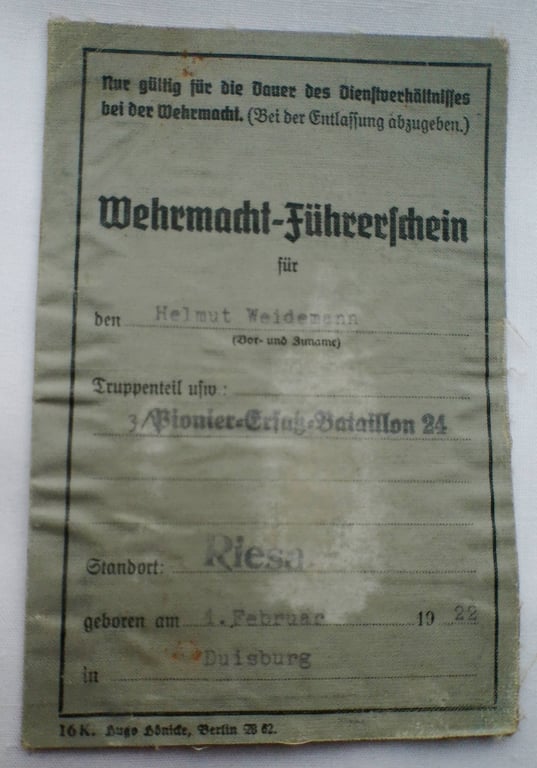 Nur gültig für die Dauer des Dienstverhältnisses
bei der Wehrmacht. (Bei der Entlassung abzugeben.)
Wehrmacht-Führerschein
für
den Helmut Weidemann
(Vor- und Zuname)
Truppenteil usw:
3/Pionier-Ersatz-Bataillon 24
Standort: Riesa
geboren am 1. Februar 19 22
in Duisburg
16 K. Hugo Hönicke, Berlin W 62.